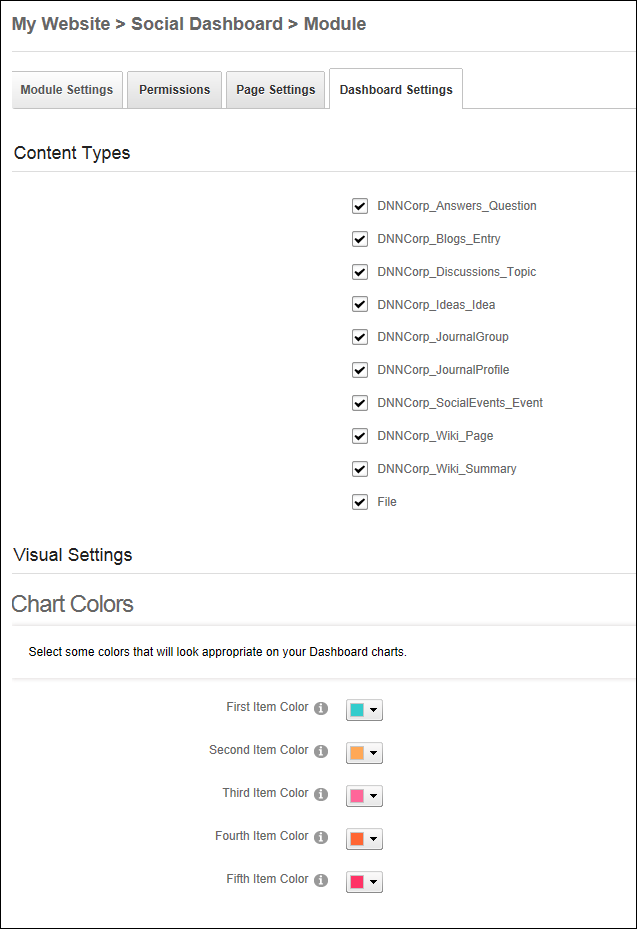 My Website > Social Dashboard > Module
Module Settings Permissions Page Settings Dashboard Settings
Content Types
DNNCorp_Answers_Question
DNNCorp_Blogs_Entry
DNNCorp_Discussions_Topic
DNNCorp_Ideas_Idea
DNNCorp_JournalGroup
DNNCorp_JournalProfile
DNNCorp_SocialEvents_Event
DNNCorp_Wiki_Page
DNNCorp_Wiki_Summary
File
Visual Settings
Chart Colors
Select some colors that will look appropriate on your Dashboard charts.
First Item Color
Second Item Color
Third Item Color
Fourth Item Color
Fifth Item Color